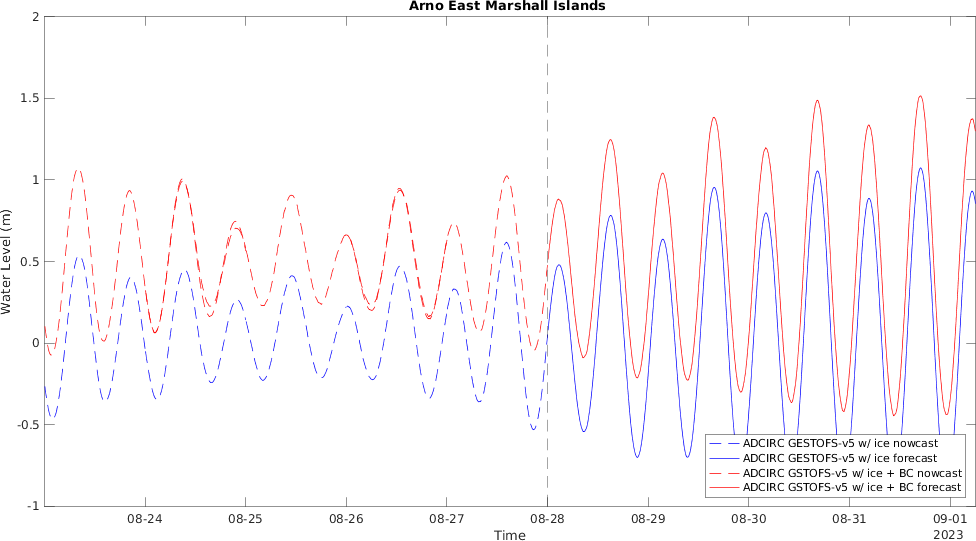 Arno East Marshall Islands
2
1.5
1
0.5
0
-0.5
-1
Water Level (m)
08-24
08-25
08-26
08-27
08-28
08-29
08-30
08-31
09-01
2023
Time
ADCIRC GESTOFS-v5 w/ ice nowcast
ADCIRC GESTOFS-v5 w/ ice forecast
ADCIRC GSTOFS-v5 w/ ice + BC nowcast
ADCIRC GSTOFS-v5 w/ ice + BC forecast